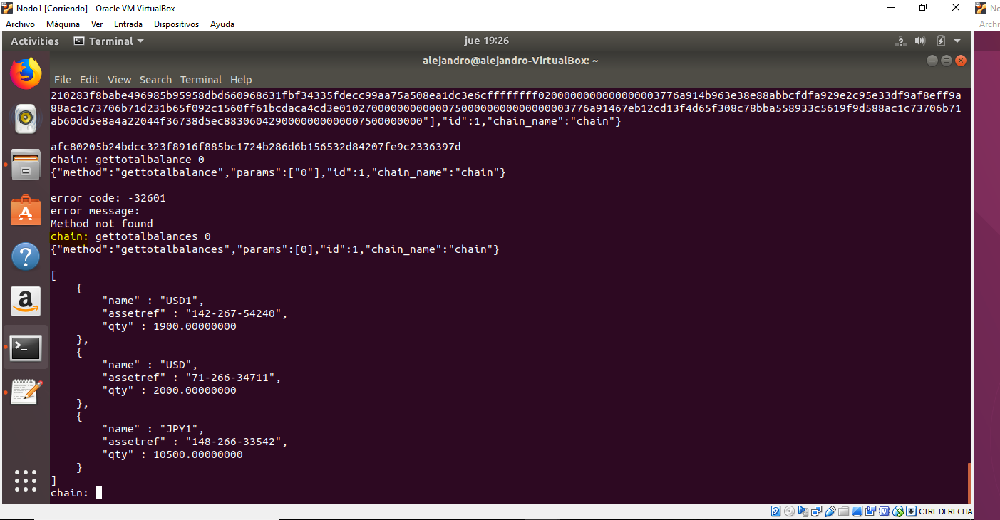 Nodo1 [Corriendo] - Oracle VM VirtualBox
Archivo Máquina Ver Entrada Dispositivos Ayuda
Archi
Activities Terminal jue 19:26
alejandro@alejandro-VirtualBox: ~
File Edit View Search Terminal Help
210283f8babe496985b95958dbd660968631fbf34335fdecc99aa75a508ea1dc3e6cffffffff0200000000000000003776a914b963e38e88abbcfdfa929e2c95e33df9af8eff9a
88ac1c73706b71d231b65f092c1560ff61bcdaca4cd3e010270000000000007500000000000000003776a91467eb12cd13f4d65f308c78bba558933c5619f9d588ac1c73706b71
ab60dd5e8a4a22044f36738d5ec88306042900000000000007500000000"],"id":1,"chain_name":"chain"}
afc80205b24bdcc323f8916f885bc1724b286d6b156532d84207fe9c2336397d
chain: gettotalbalance 0
{"method":"gettotalbalance","params":["0"],"id":1,"chain_name":"chain"}
error code: -32601
error message:
Method not found
chain: gettotalbalances 0
{"method":"gettotalbalances","params":[0],"id":1,"chain_name":"chain"}
[
{
"name" : "USD1",
"assetref" : "142-267-54240",
"qty" : 1900.00000000
},
{
"name" : "USD",
"assetref" : "71-266-34711",
"qty" : 2000.00000000
},
{
"name" : "JPY1",
"assetref" : "148-266-33542",
"qty" : 10500.00000000
}
]
chain:
CTRL DERECHA